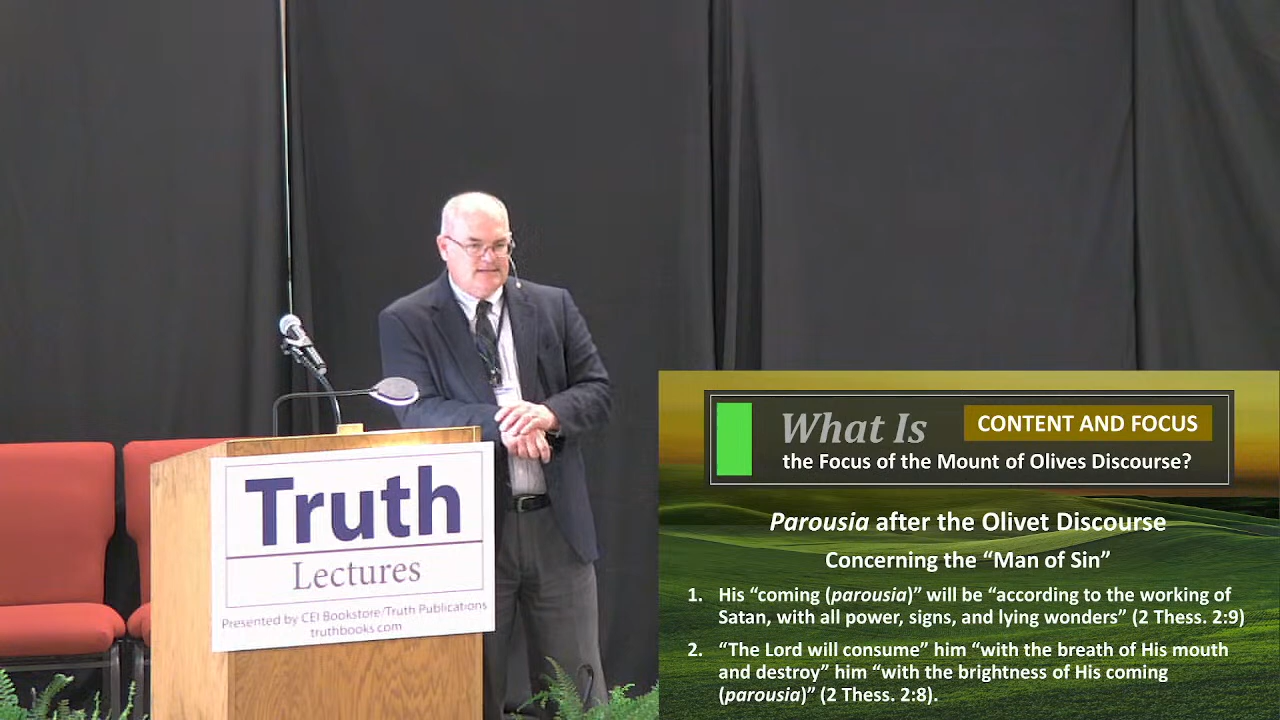 Truth
Lectures
Presented by CEI Bookstore/Truth Publications
truthbooks.com
What Is
CONTENT AND FOCUS
the Focus of the Mount of Olives Discourse?
Parousia after the Olivet Discourse
Concerning the “Man of Sin”
1. His “coming (parousia)” will be “according to the working of
Satan, with all power, signs, and lying wonders” (2 Thess. 2:9)
2. “The Lord will consume” him “with the breath of His mouth
and destroy” him “with the brightness of His coming
(parousia)” (2 Thess. 2:8).